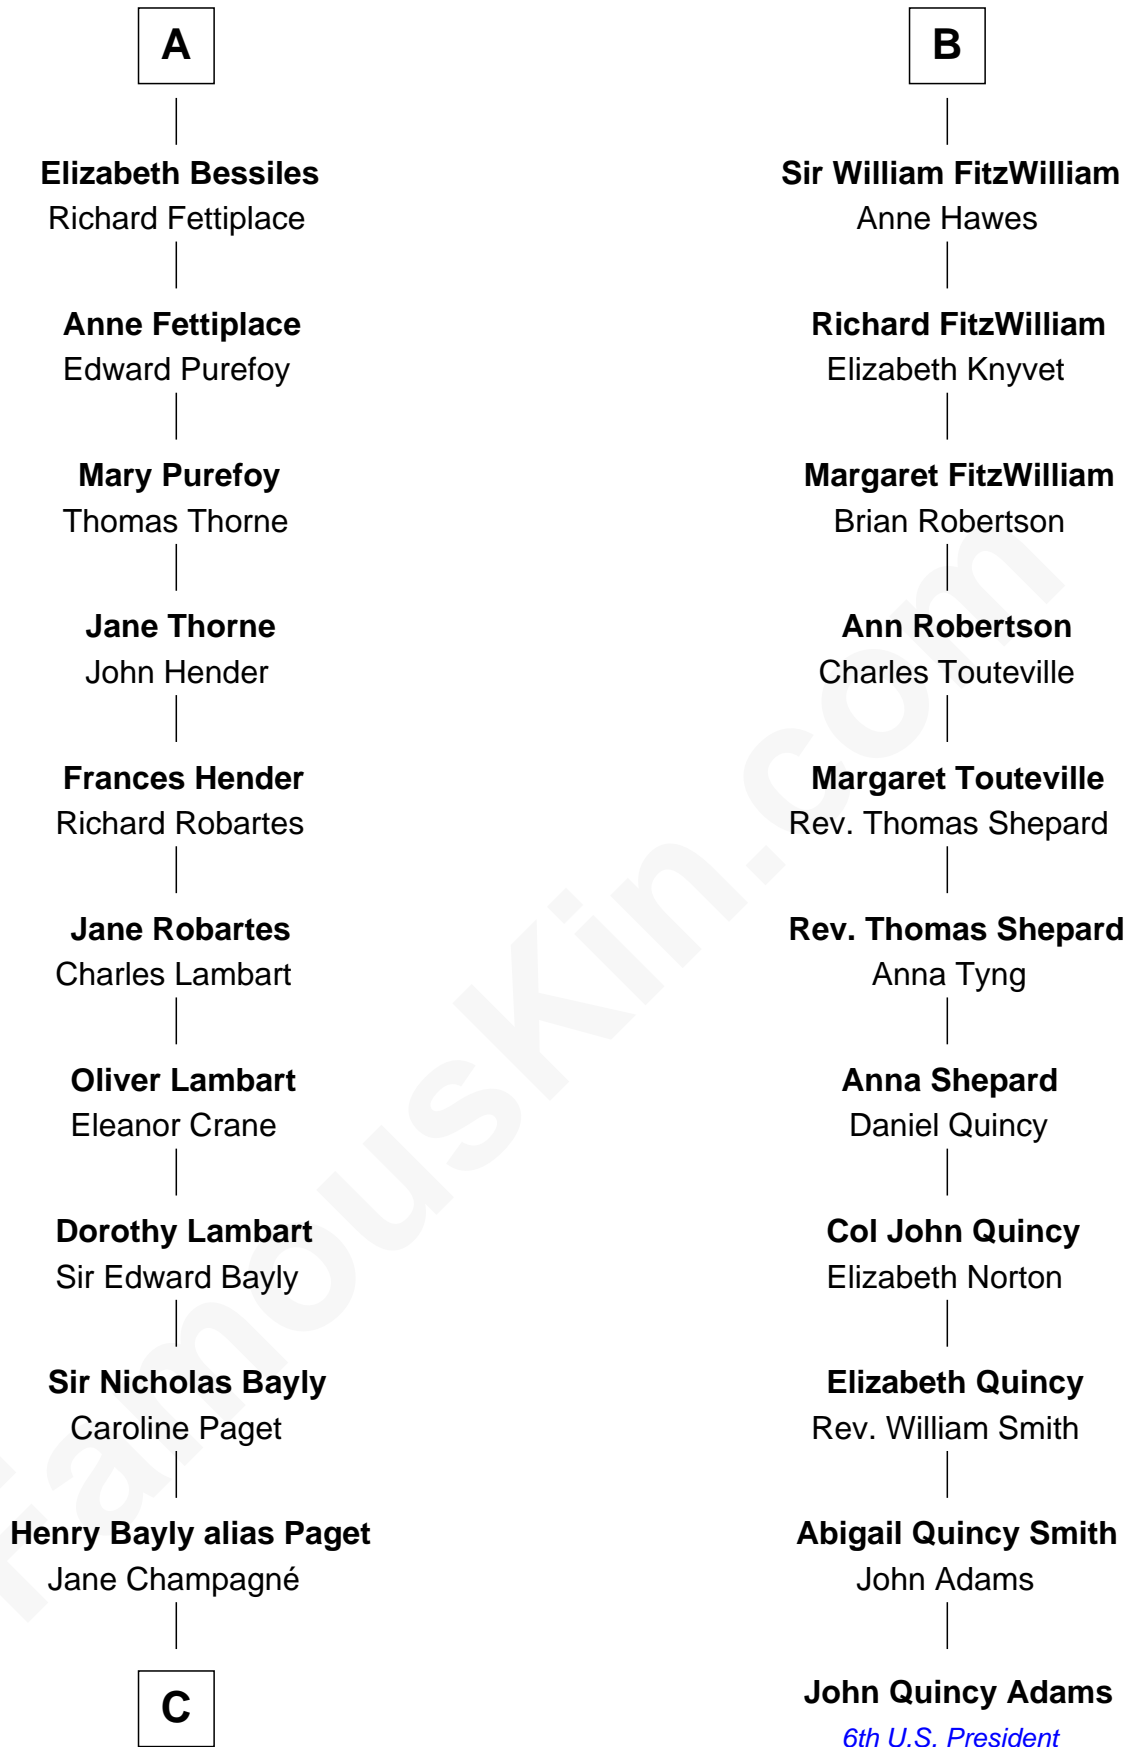 A
Elizabeth Bessiles
Richard Fettiplace
Anne Fettiplace
Edward Purefoy
Mary Purefoy
Thomas Thorne
Jane Thorne
John Hender
Frances Hender
Richard Robartes
Jane Robartes
Charles Lambart
Oliver Lambart
Eleanor Crane
Dorothy Lambart
Sir Edward Bayly
Sir Nicholas Bayly
Caroline Paget
Henry Bayly alias Paget
Jane Champagné
C
B
Sir William FitzWilliam
Anne Hawes
Richard FitzWilliam
Elizabeth Knyvet
Margaret FitzWilliam
Brian Robertson
Ann Robertson
Charles Touteville
Margaret Touteville
Rev. Thomas Shepard
Rev. Thomas Shepard
Anna Tyng
Anna Shepard
Daniel Quincy
Col John Quincy
Elizabeth Norton
Elizabeth Quincy
Rev. William Smith
Abigail Quincy Smith
John Adams
John Quincy Adams
6th U.S. President
FamousKin.com